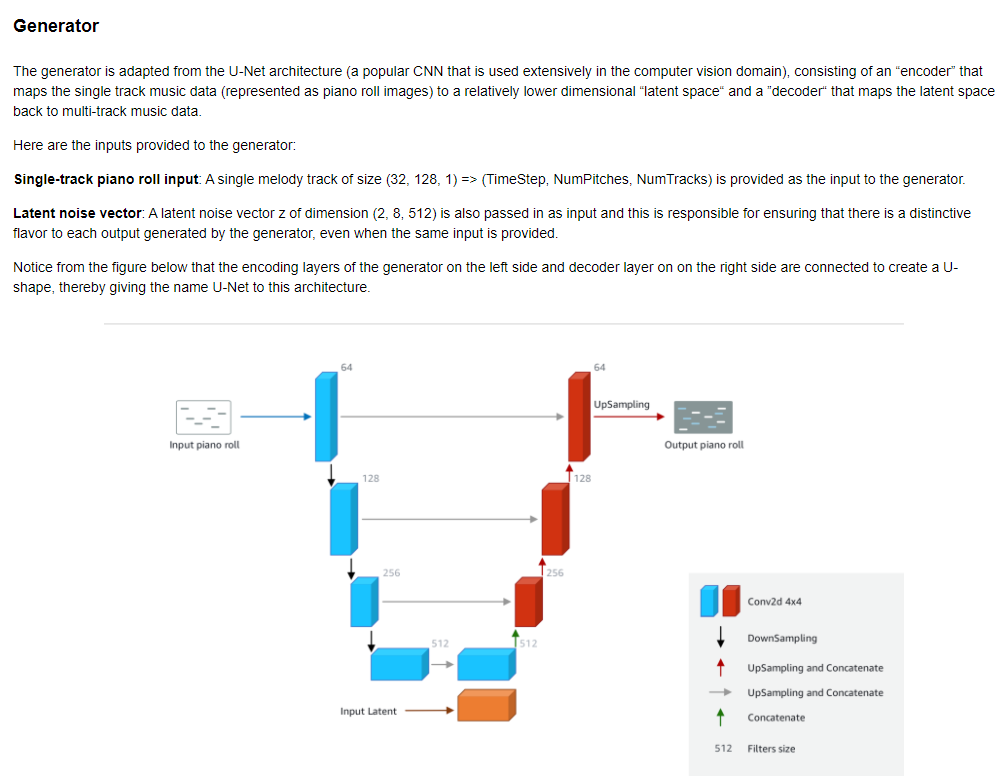 Generator
The generator is adapted from the U-Net architecture (a popular CNN that is used extensively in the computer vision domain), consisting of an “encoder” that
maps the single track music data (represented as piano roll images) to a relatively lower dimensional “latent space“ and a ”decoder“ that maps the latent space
back to multi-track music data.
Here are the inputs provided to the generator:
Single-track piano roll input: A single melody track of size (32, 128, 1) => (TimeStep, NumPitches, NumTracks) is provided as the input to the generator.
Latent noise vector: A latent noise vector z of dimension (2, 8, 512) is also passed in as input and this is responsible for ensuring that there is a distinctive
flavor to each output generated by the generator, even when the same input is provided.
Notice from the figure below that the encoding layers of the generator on the left side and decoder layer on on the right side are connected to create a U-
shape, thereby giving the name U-Net to this architecture.
64
64
UpSampling
Input piano roll
Output piano roll
128
128
256
256
512
512
Input Latent
Conv2d 4x4
DownSampling
UpSampling and Concatenate
UpSampling and Concatenate
Concatenate
512 Filters size